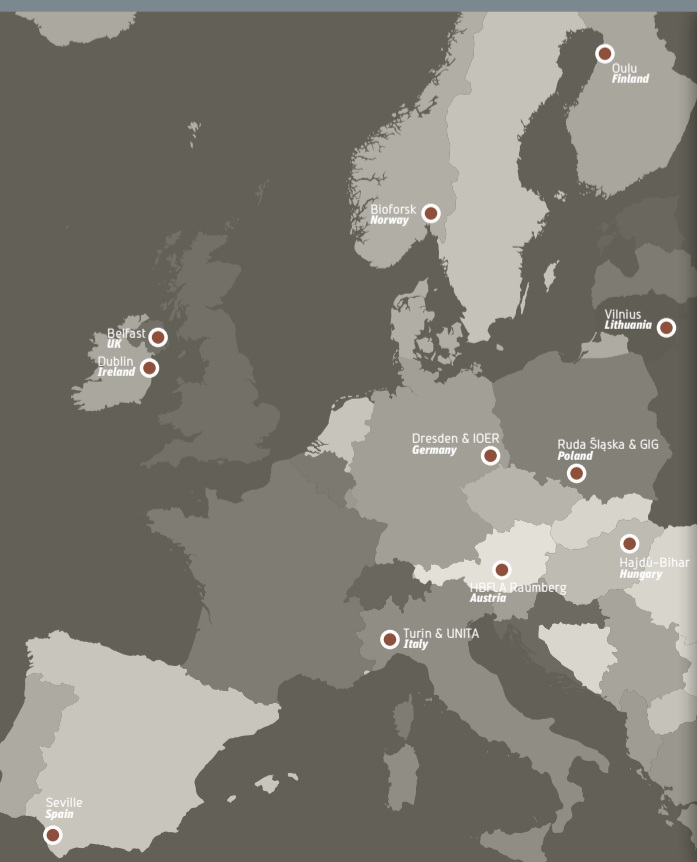 Oulu
Finland
Bioforsk
Norway
Vilnius
Lithuania
Belfast
UK
Dublin
Ireland
Dresden & IOER
Germany
Ruda Śląska & GIG
Poland
Hajdú-Bihar
Hungary
HBFLA Raumberg
Austria
Turin & UNITA
Italy
Seville
Spain